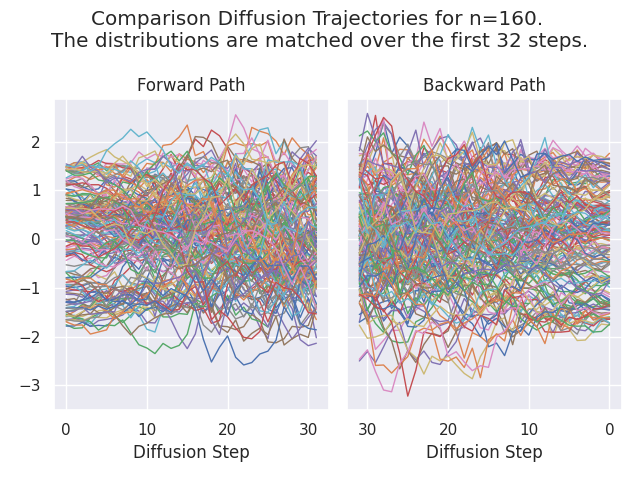 Comparison Diffusion Trajectories for n=160.
The distributions are matched over the first 32 steps.
Forward Path
Backward Path
2
1
0
−1
−2
−3
0 10 20 30
30 20 10 0
Diffusion Step
Diffusion Step